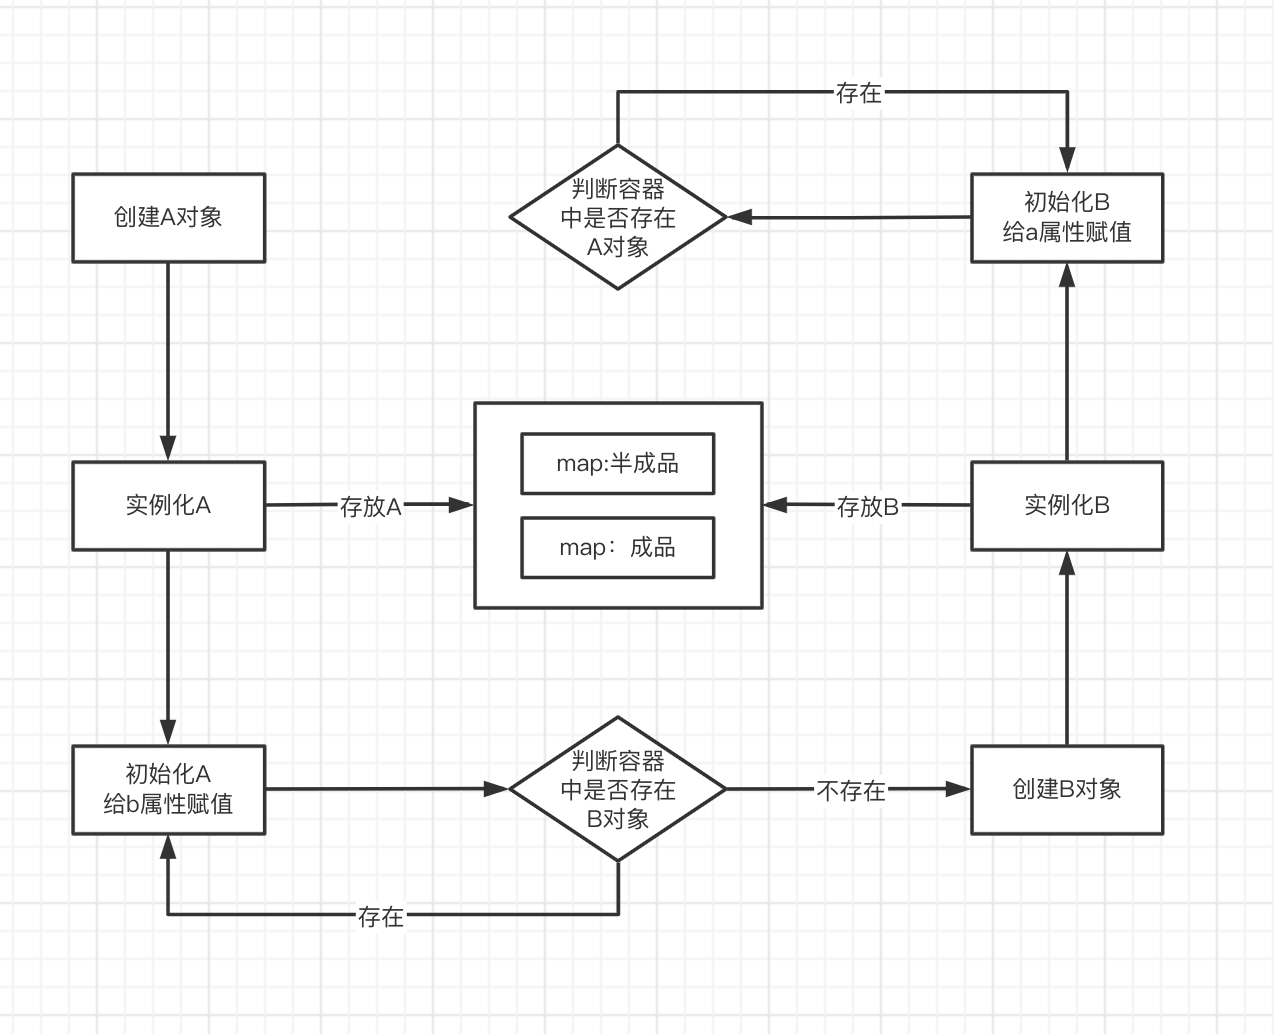 存在
创建A对象
判断容器
中是否存在
A对象
初始化B
给a属性赋值
实例化A
存放A
map:半成品
map：成品
存放B
实例化B
初始化A
给b属性赋值
判断容器
中是否存在
B对象
不存在
创建B对象
存在